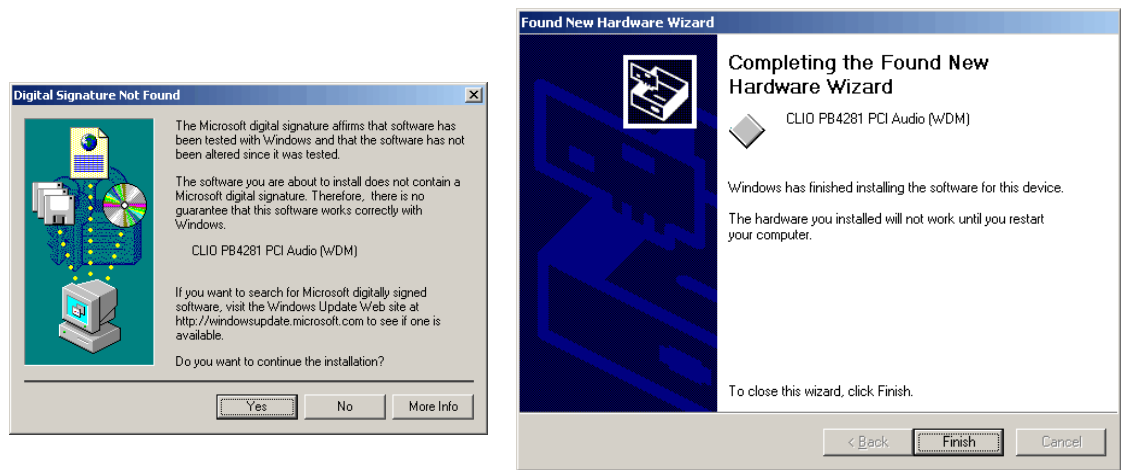 Digital Signature Not Found
The Microsoft digital signature affirms that software has
been tested with Windows and that the software has not
been altered since it was tested.
The software you are about to install does not contain a
Microsoft digital signature. Therefore, there is no
guarantee that this software works correctly with
Windows.
CLIO PB4281 PCI Audio (WDM)
If you want to search for Microsoft digitally signed
software, visit the Windows Update Web site at
http://windowsupdate.microsoft.com to see if one is
available.
Do you want to continue the installation?
Yes No More Info
Found New Hardware Wizard
Completing the Found New
Hardware Wizard
CLIO PB4281 PCI Audio (WDM)
Windows has finished installing the software for this device.
The hardware you installed will not work until you restart
your computer.
To close this wizard, click Finish.
< Back Finish Cancel